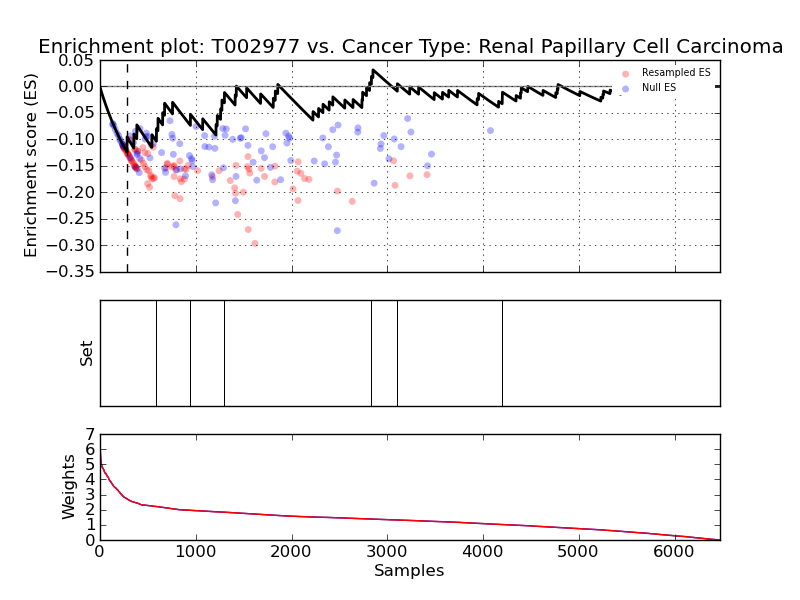 Enrichment plot: T002977 vs. Cancer Type: Renal Papillary Cell Carcinoma
Enrichment score (ES)
0.05
0.00
−0.05
−0.10
−0.15
−0.20
−0.25
−0.30
−0.35
Resampled ES
Null ES
Set
Weights
7
6
5
4
3
2
1
0
0 1000 2000 3000 4000 5000 6000
Samples